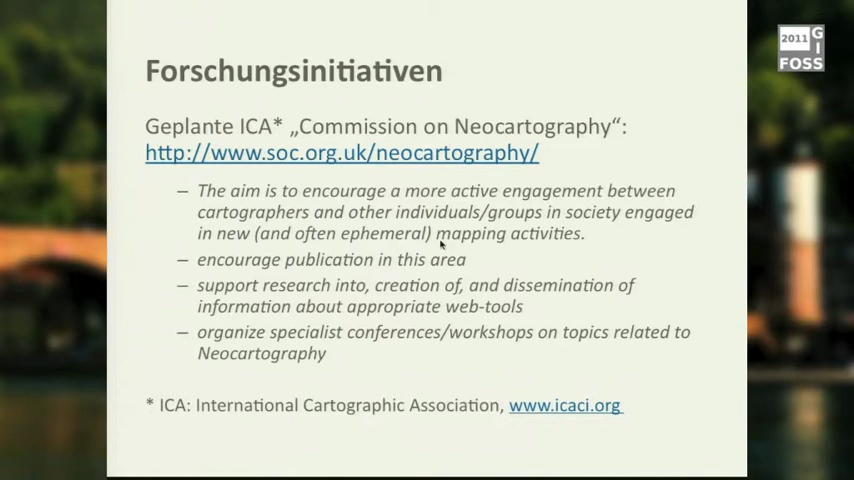 Forschungsinitiativen
Geplante ICA* „Commission on Neocartography“:
http://www.soc.org.uk/neocartography/
– The aim is to encourage a more active engagement between
cartographers and other individuals/groups in society engaged
in new (and often ephemeral) mapping activities.
– encourage publication in this area
– support research into, creation of, and dissemination of
information about appropriate web-tools
– organize specialist conferences/workshops on topics related to
Neocartography
* ICA: International Cartographic Association, www.icaci.org
2011 GI
FOSS